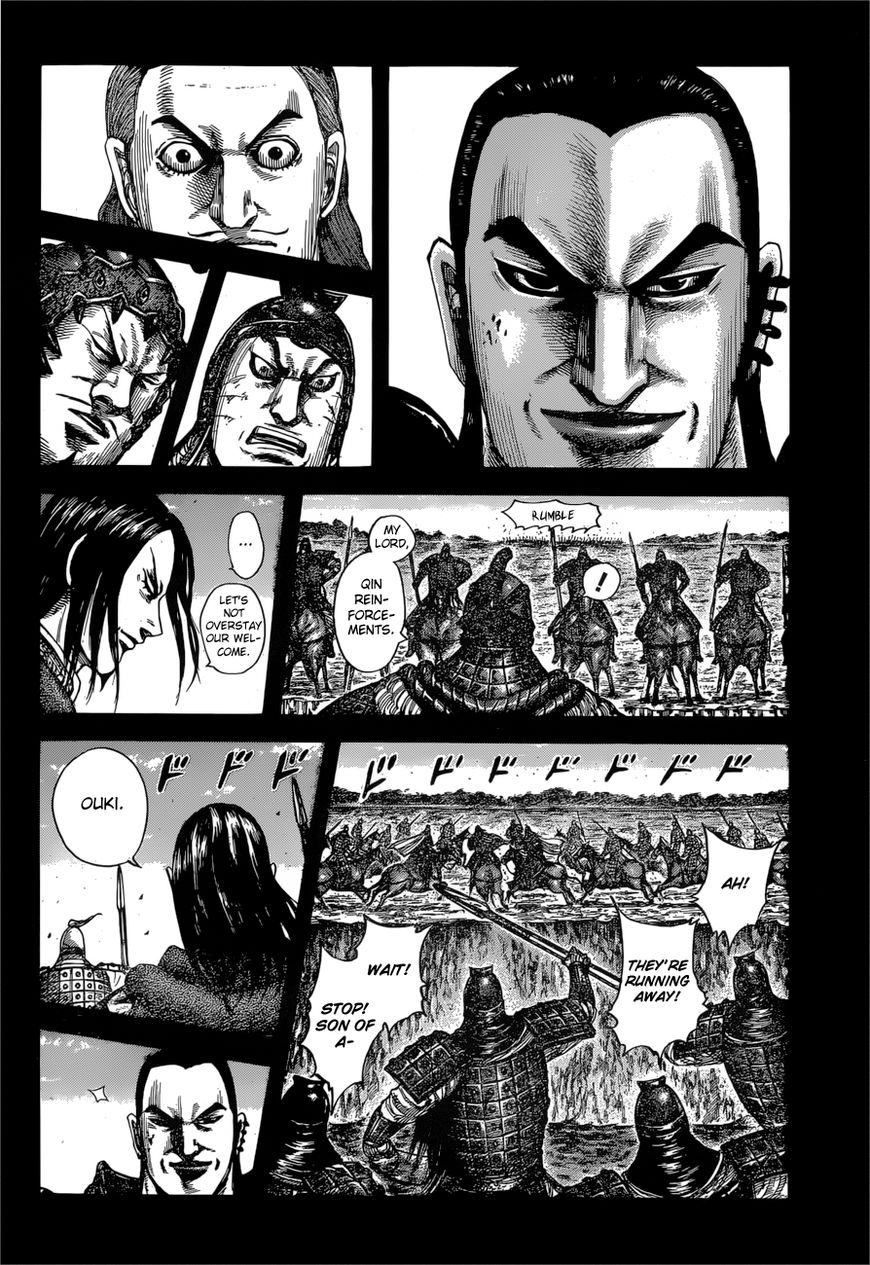 RUMBLE
MY
LORD,
QIN
REIN-
FORCE-
MENTS.
!
...
LET'S
NOT
OVERSTAY
OUR WEL-
COME.
ド ド ド ド ド ド ド
AH!
THEY'RE
RUNNING
AWAY!
WAIT!
STOP!
SON OF
A-
ド ド ド
OUKI.